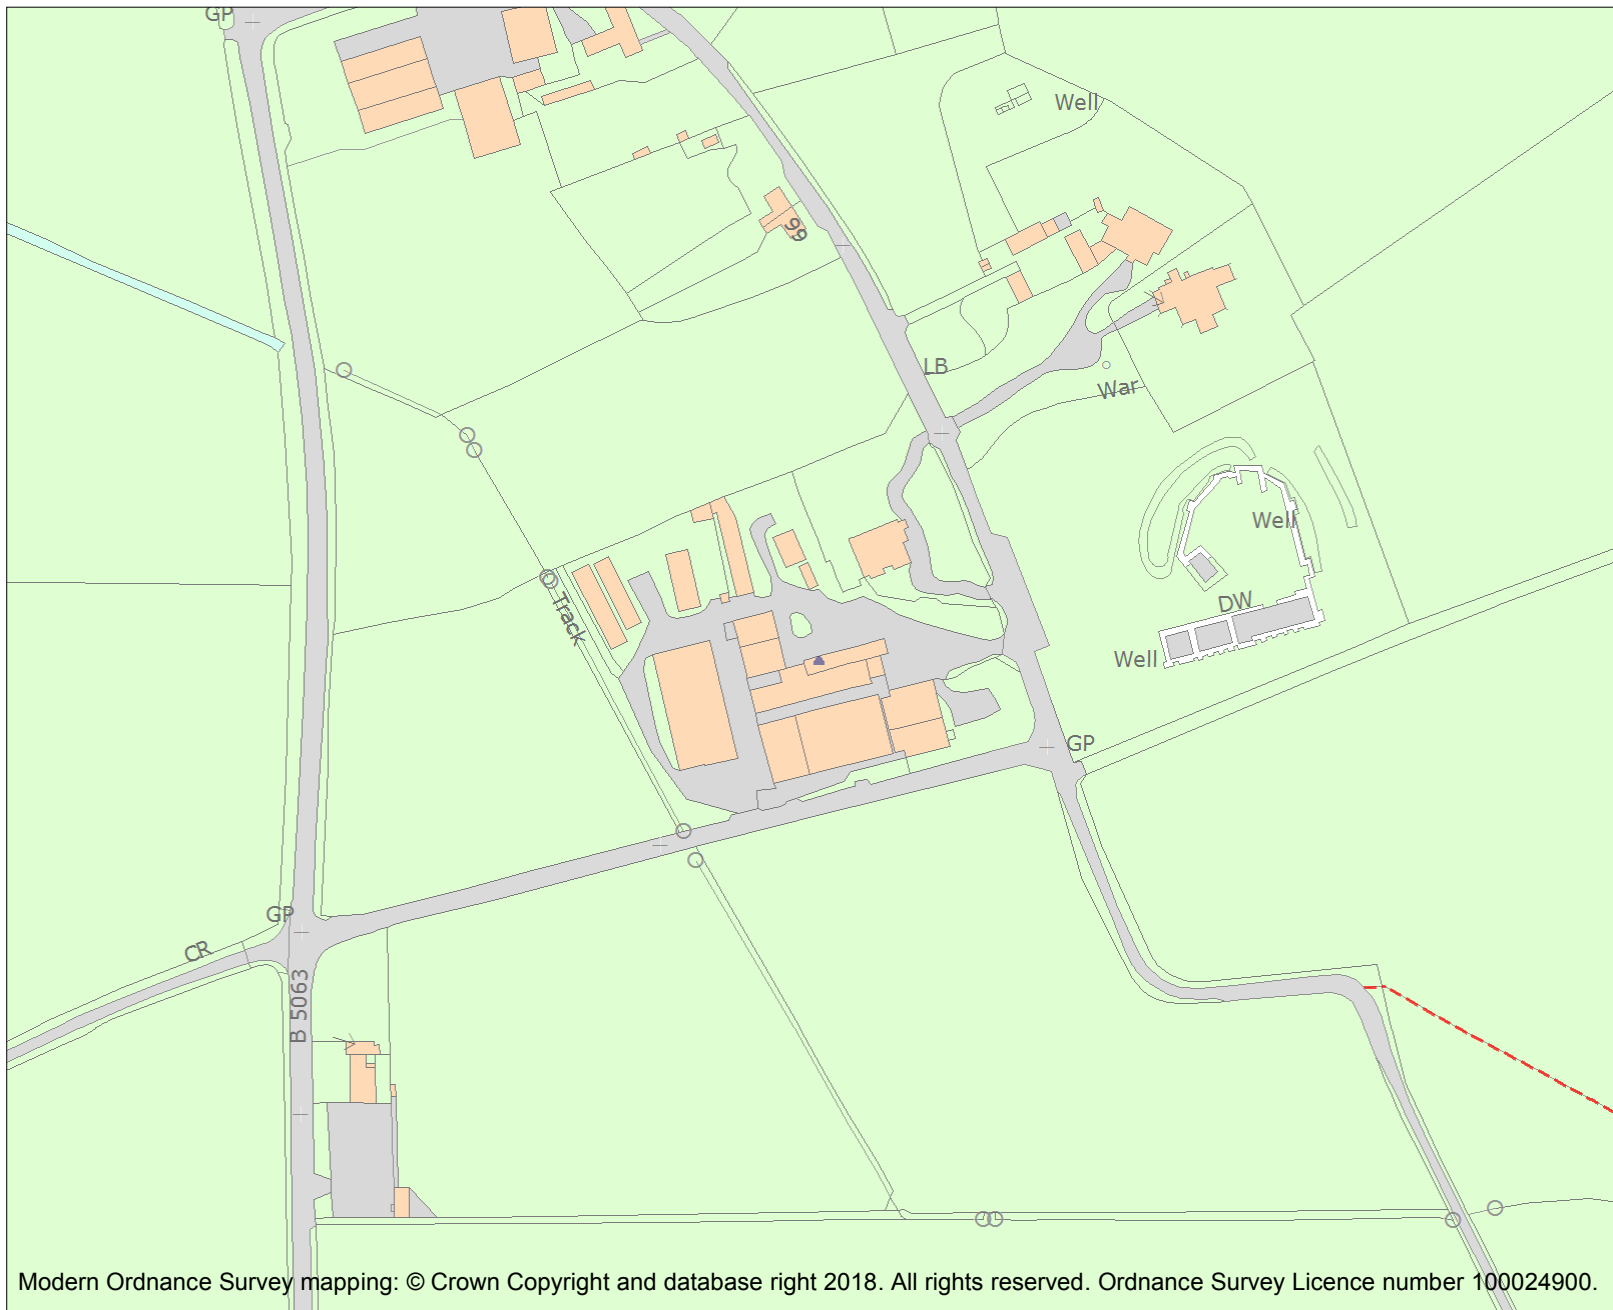 GP
Well
99
LB
War
Well
Track
DW
Well
GP
GP
CR
B 5063
Modern Ordnance Survey mapping: © Crown Copyright and database right 2018. All rights reserved. Ordnance Survey Licence number 100024900.